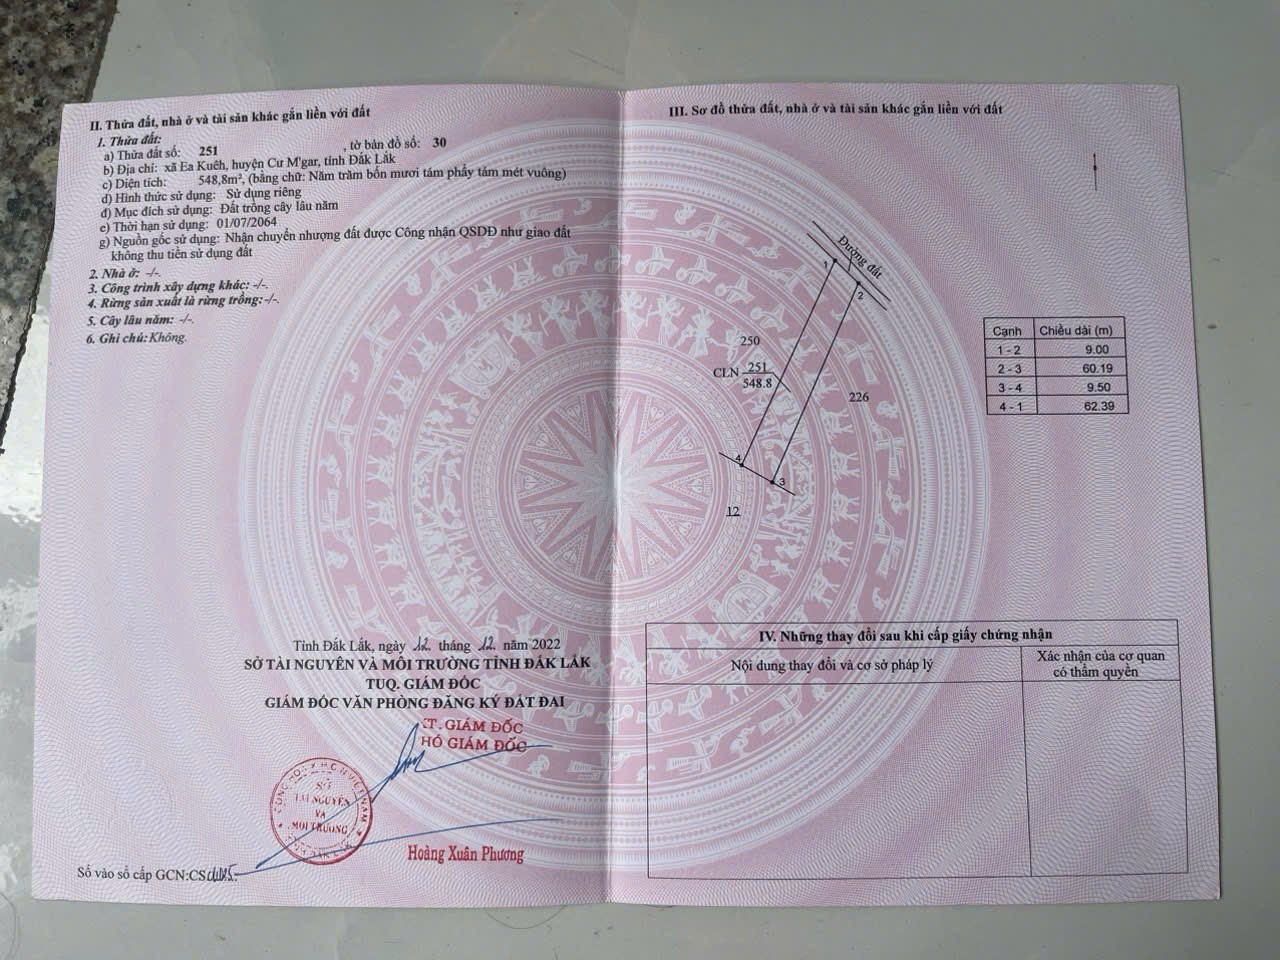 II. Thửa đất, nhà ở và tài sản khác gắn liền với đất
1. Thửa đất:
a) Thửa đất số: 251 , tờ bản đồ số: 30
b) Địa chỉ: xã Ea Kuêh, huyện Cư M'gar, tỉnh Đắk Lắk
c) Diện tích: 548,8m², (bằng chữ: Năm trăm bốn mươi tám phẩy tám mét vuông)
d) Hình thức sử dụng: Sử dụng riêng
đ) Mục đích sử dụng: Đất trồng cây lâu năm
e) Thời hạn sử dụng: 01/07/2064
g) Nguồn gốc sử dụng: Nhận chuyển nhượng đất được Công nhận QSDĐ như giao đất
không thu tiền sử dụng đất
2. Nhà ở: -/-.
3. Công trình xây dựng khác: -/-.
4. Rừng sản xuất là rừng trồng: -/-.
5. Cây lâu năm: -/-.
6. Ghi chú: Không.
Tỉnh Đắk Lắk, ngày 12 tháng 12 năm 2022
SỞ TÀI NGUYÊN VÀ MÔI TRƯỜNG TỈNH ĐẮK LẮK
TUQ. GIÁM ĐỐC
GIÁM ĐỐC VĂN PHÒNG ĐĂNG KÝ ĐẤT ĐAI
KT. GIÁM ĐỐC
PHÓ GIÁM ĐỐC
SỞ
TÀI NGUYÊN
VÀ
MÔI TRƯỜNG
Hoàng Xuân Phương
Số vào sổ cấp GCN:CS
III. Sơ đồ thửa đất, nhà ở và tài sản khác gắn liền với đất
Đường đất
1
2
250
CLN 251
548.8
226
4
3
12
Cạnh Chiều dài (m)
1 - 2 9.00
2 - 3 60.19
3 - 4 9.50
4 - 1 62.39
IV. Những thay đổi sau khi cấp giấy chứng nhận
Nội dung thay đổi và cơ sở pháp lý
Xác nhận của cơ quan
có thẩm quyền